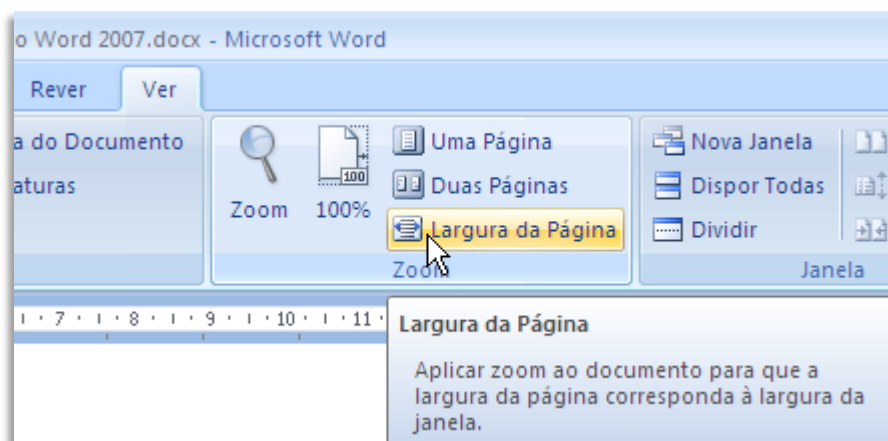 o Word 2007.docx - Microsoft Word
Rever Ver
a do Documento
aturas
Zoom
100%
100
Uma Página
Duas Páginas
Largura da Página
Zoom
Nova Janela
Dispor Todas
Dividir
Janela
7 8 9 10 11
Largura da Página
Aplicar zoom ao documento para que a
largura da página corresponda à largura da
janela.